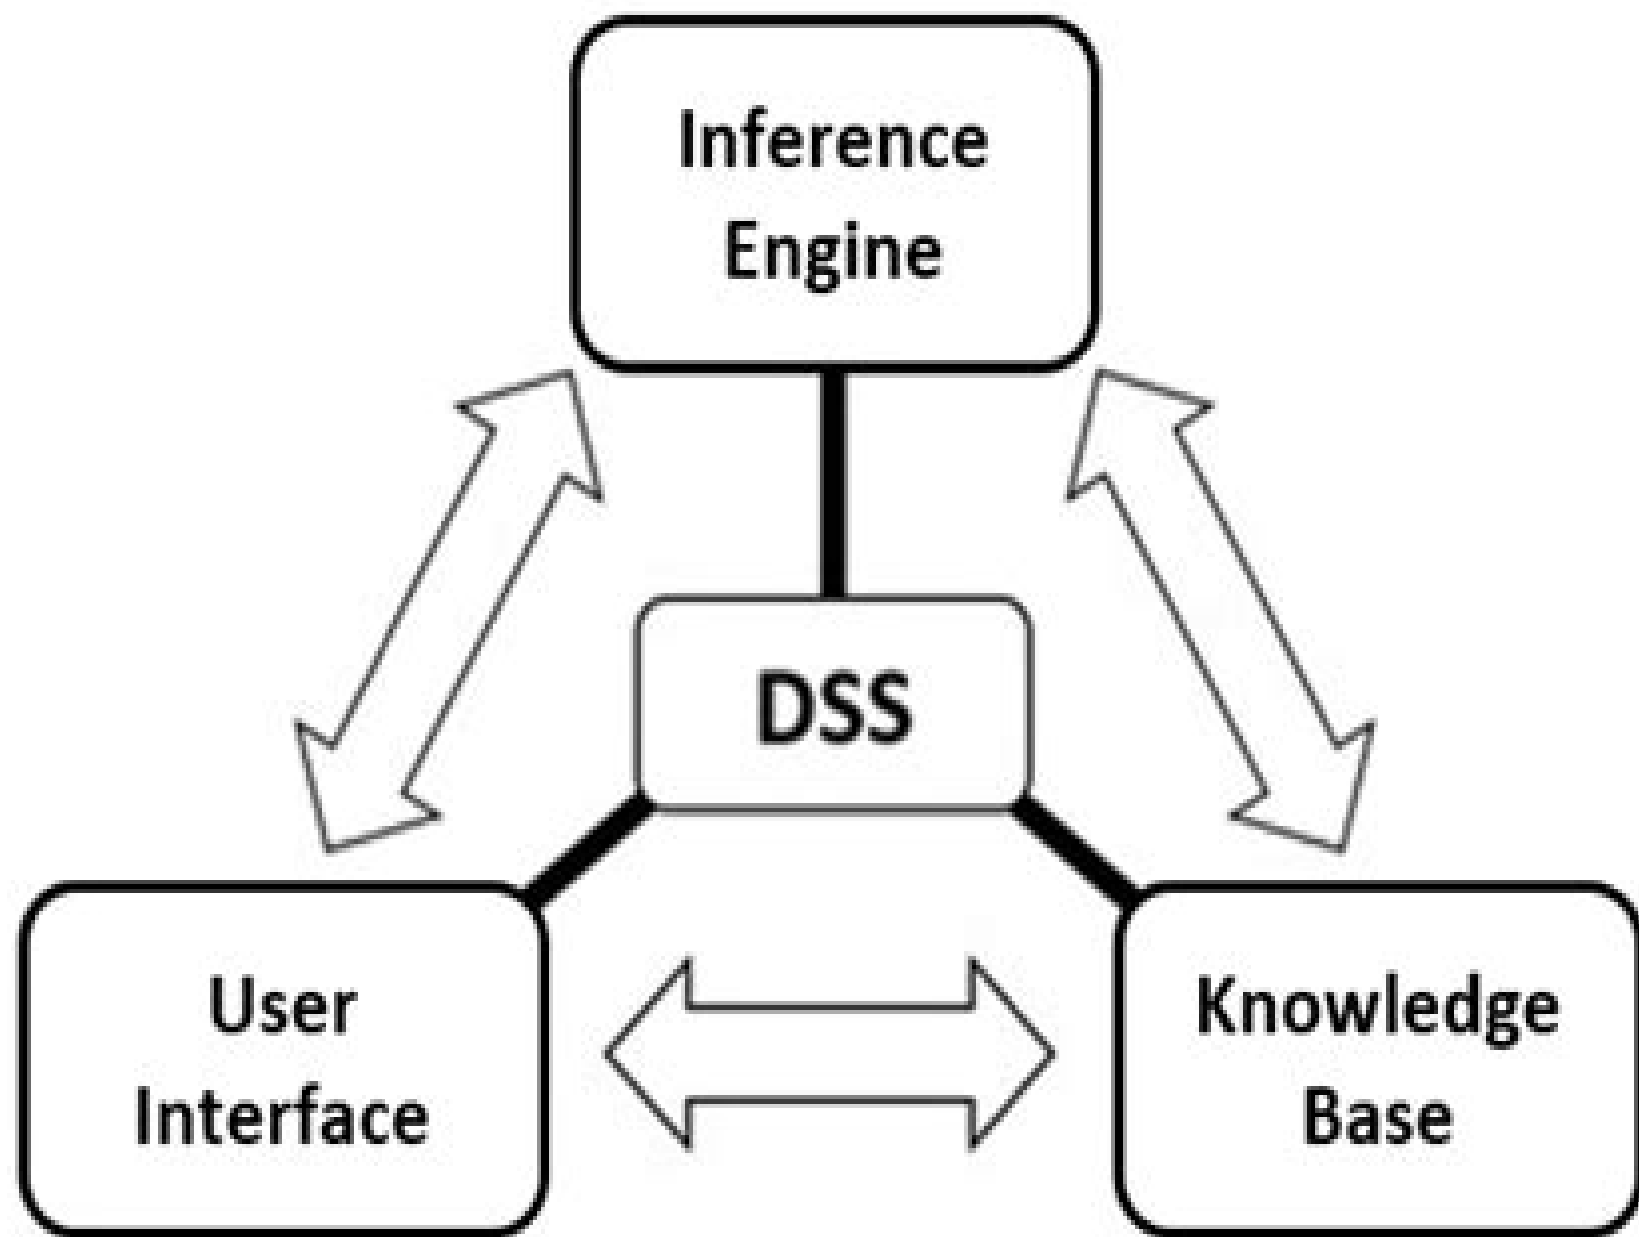 Inference
Engine
DSS
User
Interface
Knowledge
Base